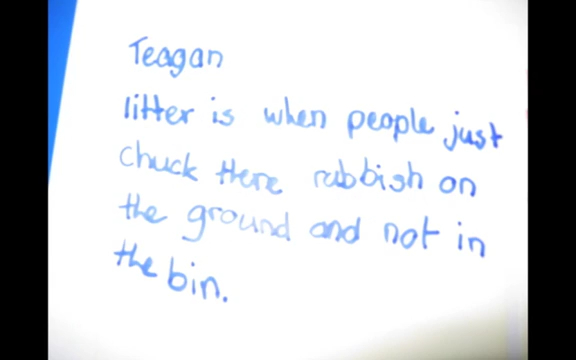 Teagan
litter is when people just
chuck there rubbish on
the ground and not in
the bin.